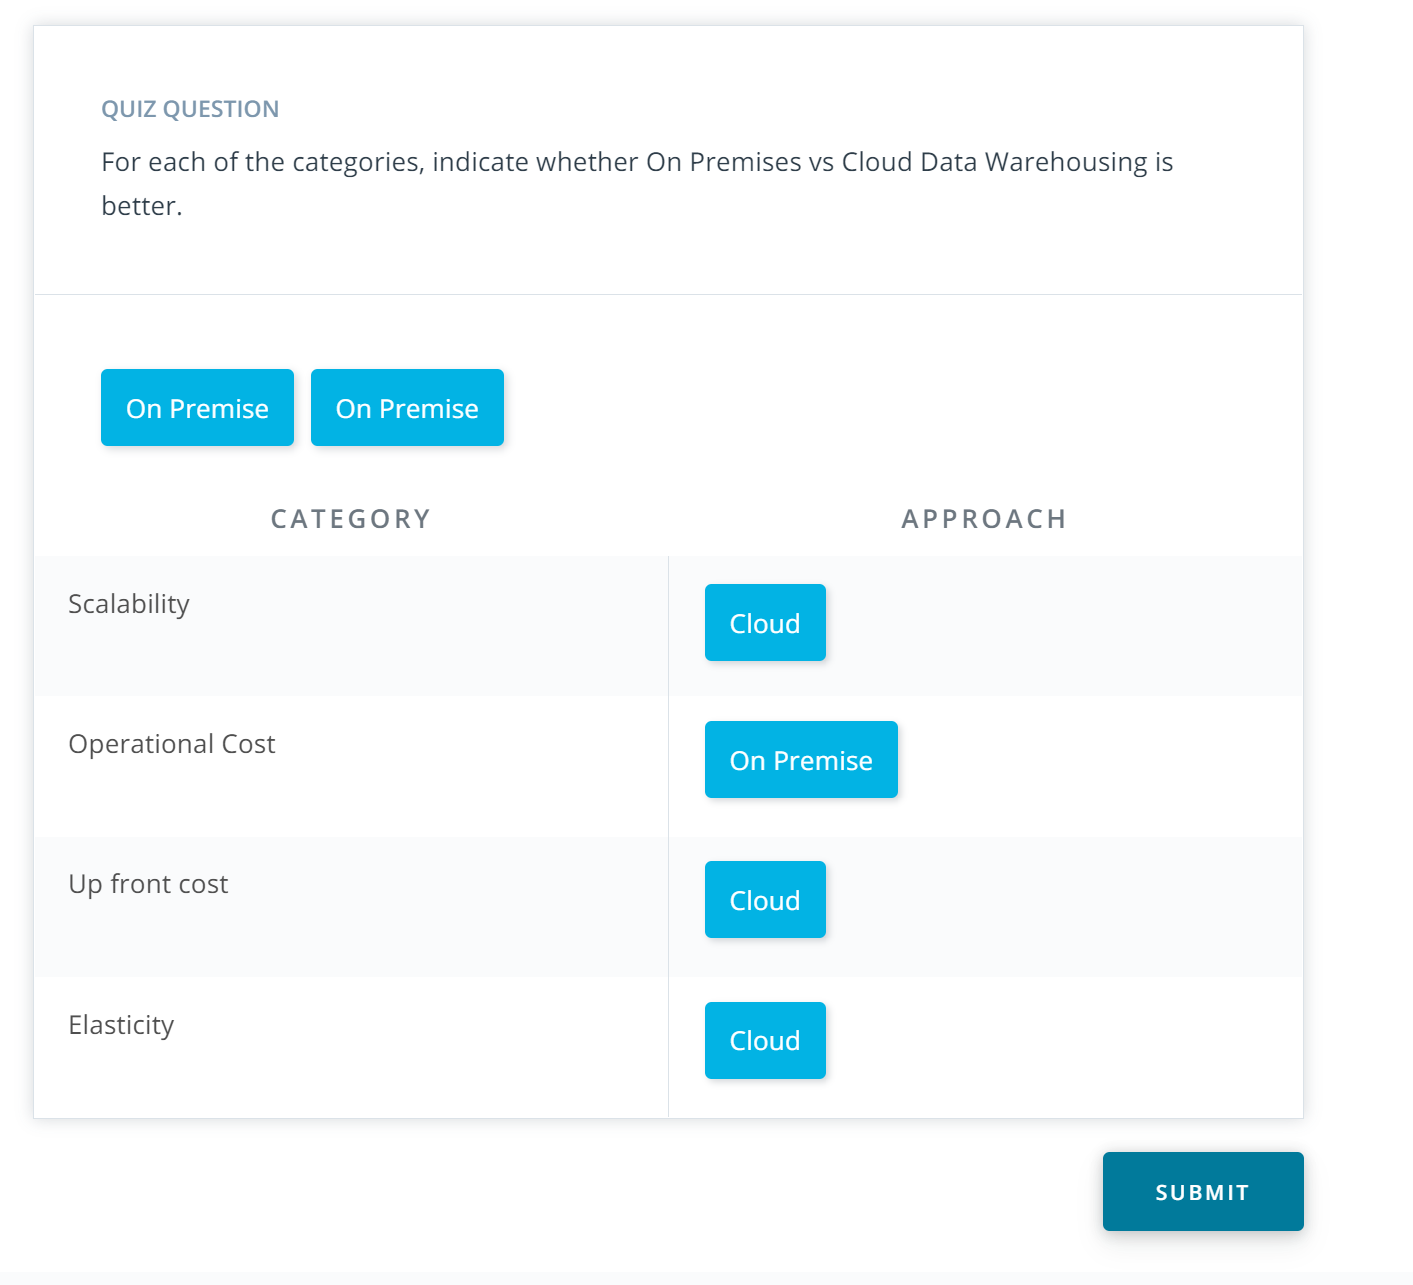 QUIZ QUESTION
For each of the categories, indicate whether On Premises vs Cloud Data Warehousing is
better.
On Premise On Premise
CATEGORY APPROACH
Scalability Cloud
Operational Cost On Premise
Up front cost Cloud
Elasticity Cloud
SUBMIT